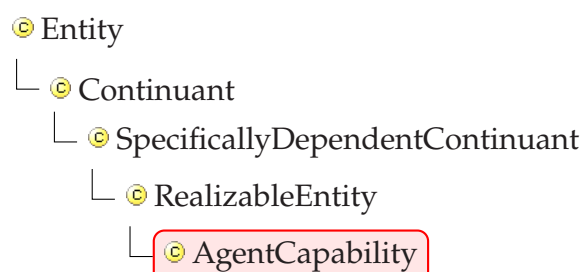 Entity
Continuant
SpecificallyDependentContinuant
RealizableEntity
AgentCapability